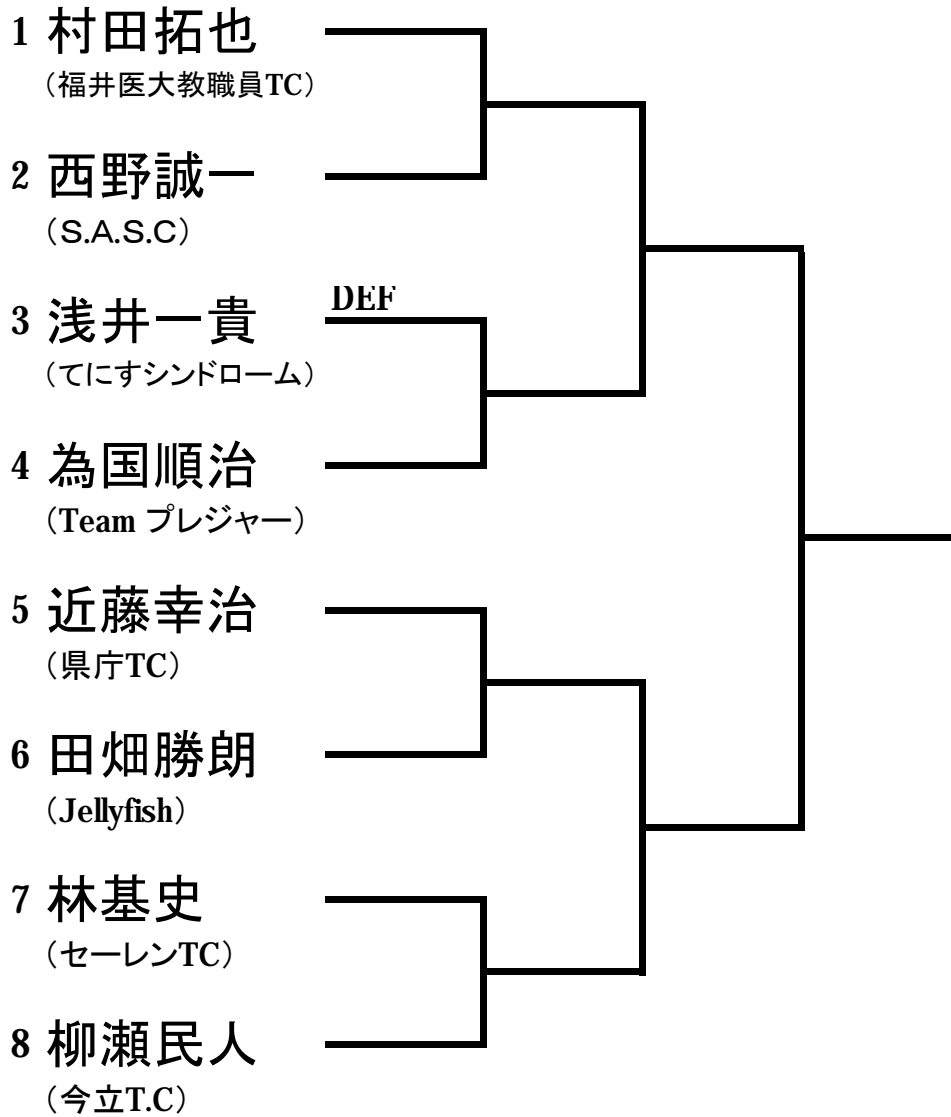 1 村田拓也
（福井医大教職員TC）
2 西野誠一
（S.A.S.C）
DEF
3 浅井一貴
（てにすシンドローム）
4 為国順治
（Team プレジャー）
5 近藤幸治
（県庁TC）
6 田畑勝朗
（Jellyfish）
7 林基史
（セーレンTC）
8 柳瀬民人
（今立T.C）